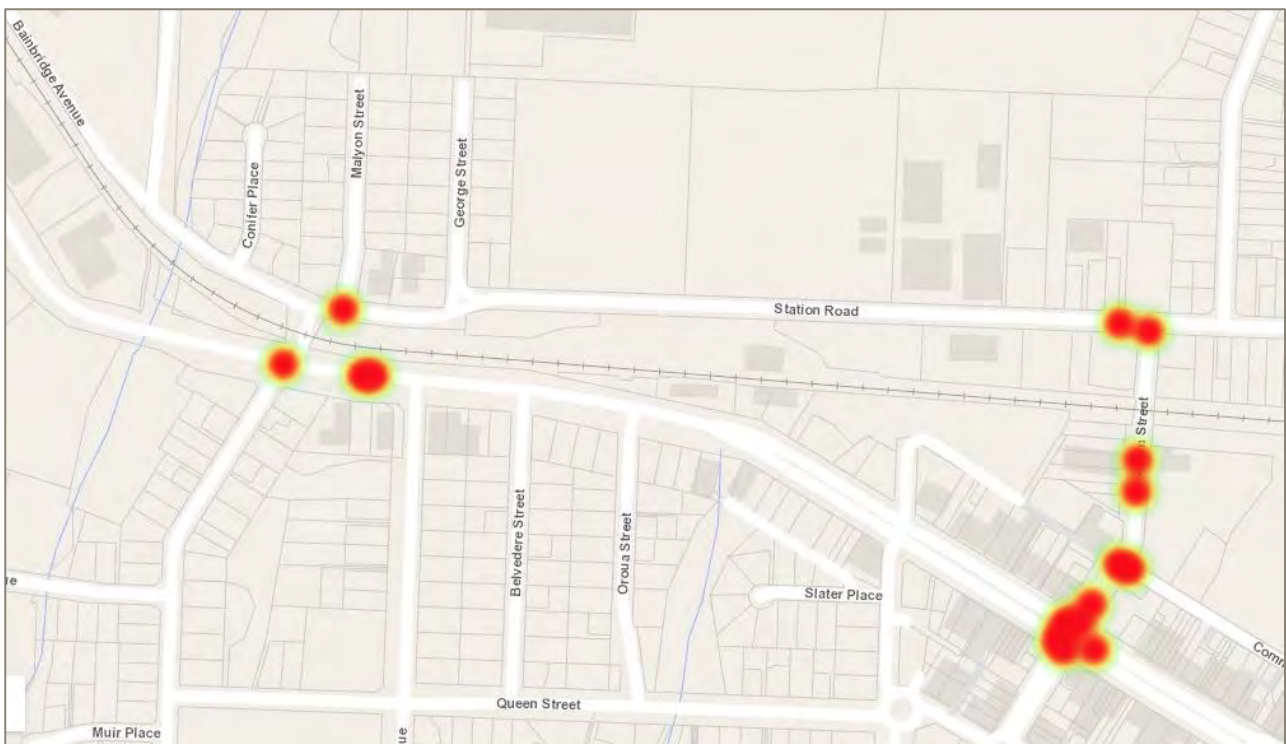 Bainbridge Avenue
Malyon Street
Conifer Place
George Street
Station Road
Street
Belvedere Street
Oroua Street
Slater Place
Queen Street
Muir Place